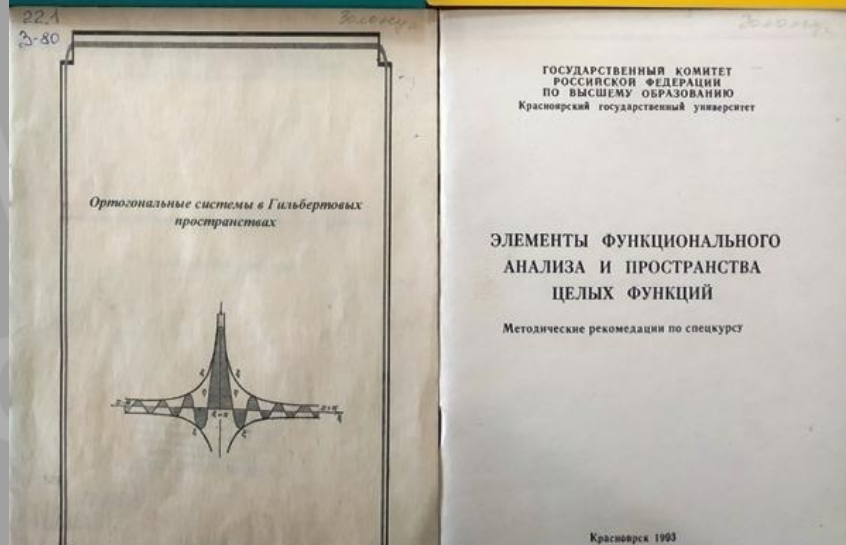 22.1
З-80
Ортогональные системы в Гильбертовых
пространствах
ГОСУДАРСТВЕННЫЙ КОМИТЕТ
РОССИЙСКОЙ ФЕДЕРАЦИИ
ПО ВЫСШЕМУ ОБРАЗОВАНИЮ
Красноярский государственный университет
ЭЛЕМЕНТЫ ФУНКЦИОНАЛЬНОГО
АНАЛИЗА И ПРОСТРАНСТВА
ЦЕЛЫХ ФУНКЦИЙ
Методические рекомедации по спецкурсу
Красноярск 1993